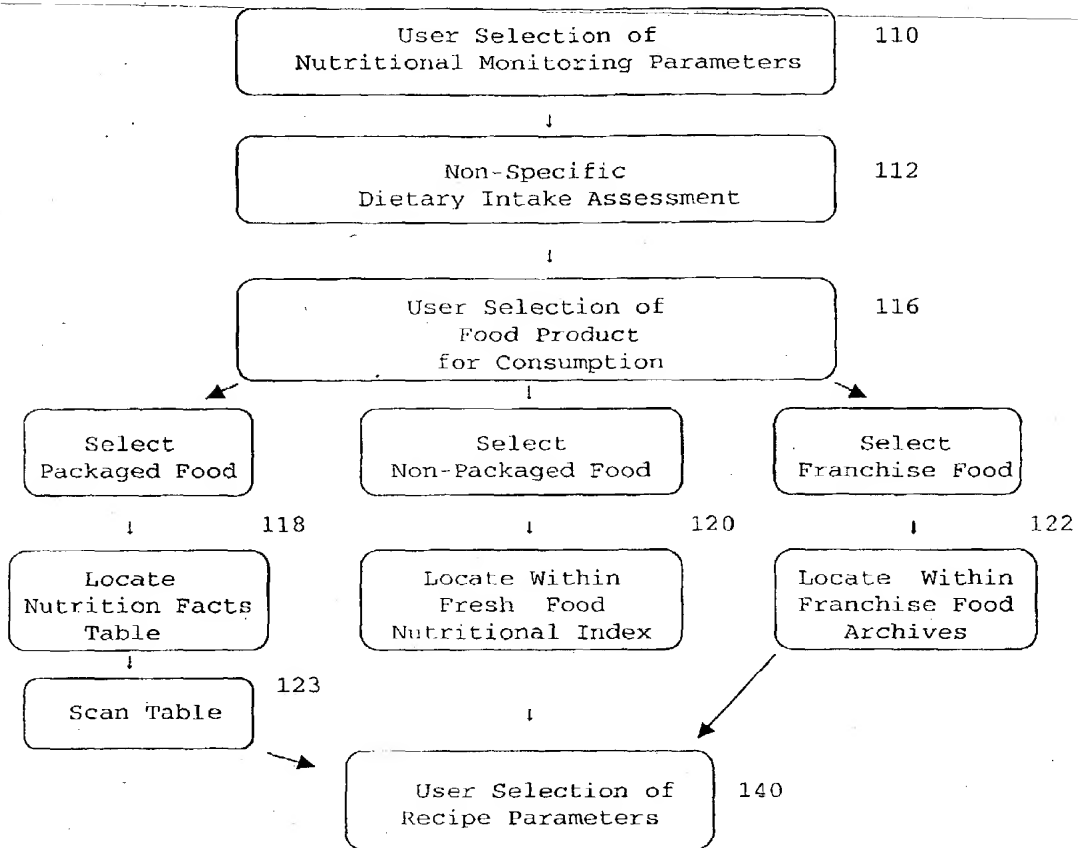 User Selection of
Nutritional Monitoring Parameters
110
Non-Specific
Dietary Intake Assessment
112
User Selection of
Food Product
for Consumption
116
Select
Packaged Food
Select
Non-Packaged Food
Select
Franchise Food
118
120
122
Locate
Nutrition Facts
Table
Locate Within
Fresh Food
Nutritional Index
Locate Within
Franchise Food
Archives
Scan Table
123
User Selection of
Recipe Parameters
140